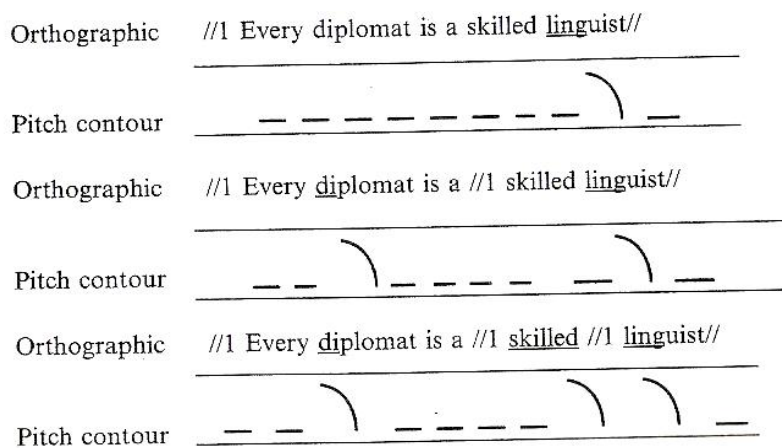 Orthographic //1 Every diplomat is a skilled linguist//
Pitch contour
Orthographic //1 Every diplomat is a //1 skilled linguist//
Pitch contour
Orthographic //1 Every diplomat is a //1 skilled //1 linguist//
Pitch contour